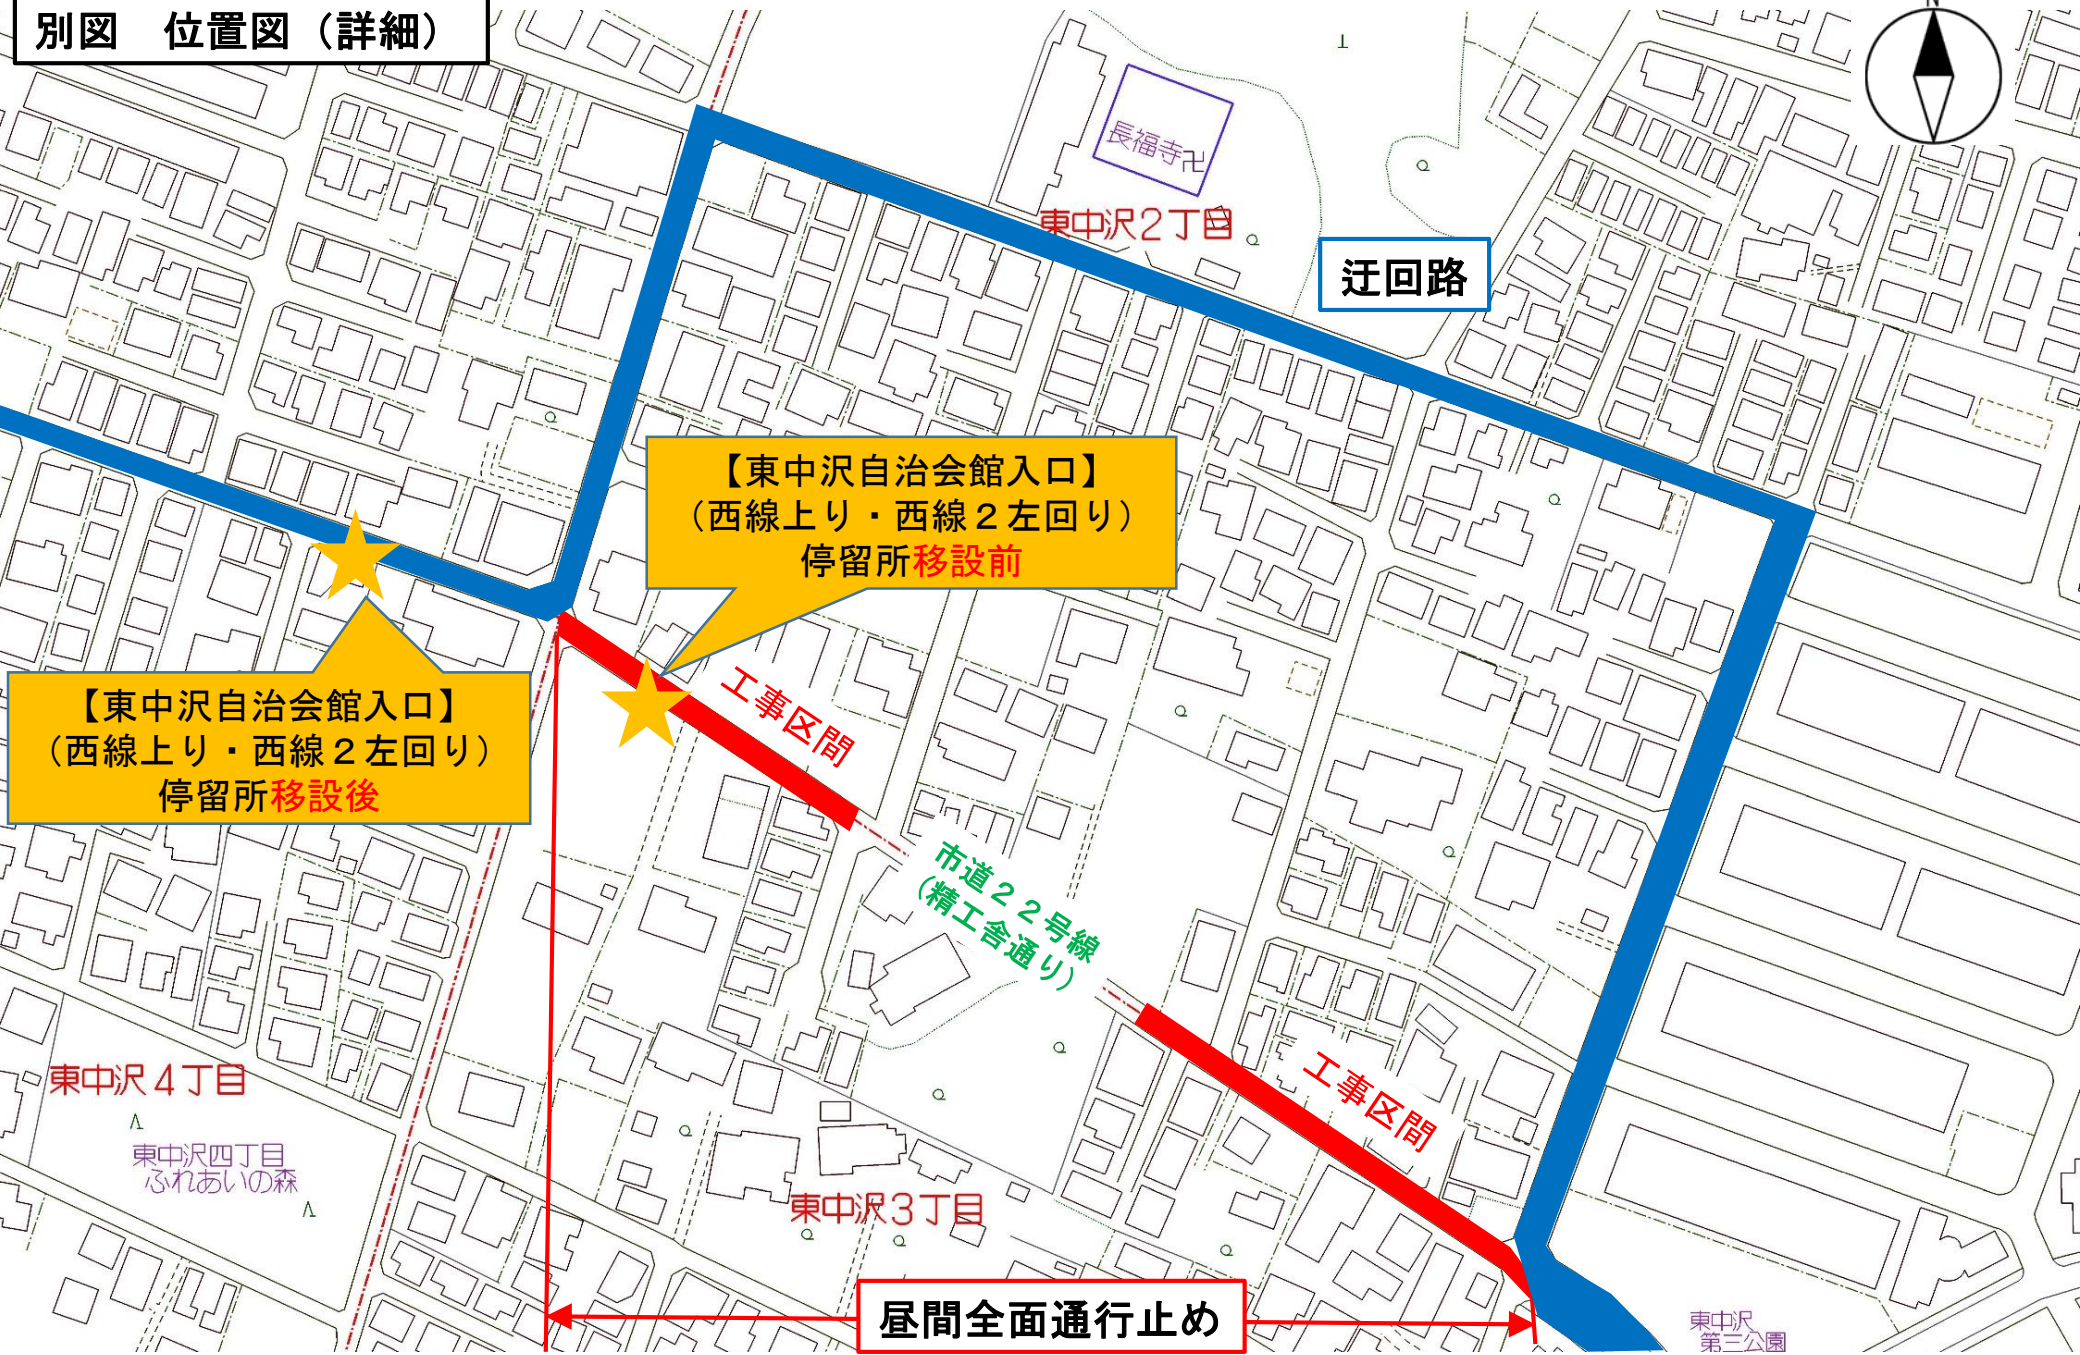 別図　位置図（詳細）
N
長福寺
東中沢２丁目
迂回路
【東中沢自治会館入口】
（西線上り・西線２左回り）
停留所移設前
【東中沢自治会館入口】
（西線上り・西線２左回り）
停留所移設後
工事区間
市道２２号線
（精工舎通り）
工事区間
東中沢４丁目
東中沢四丁目
ふれあいの森
東中沢３丁目
昼間全面通行止め
東中沢
第三公園